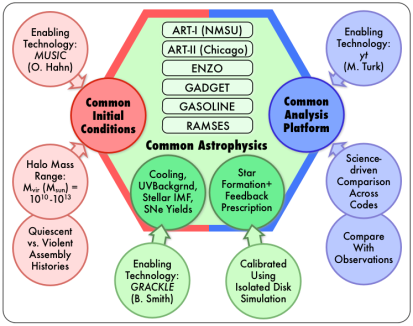 Enabling
Technology:
MUSIC
(O. Hahn)
ART-I (NMSU)
ART-II (Chicago)
ENZO
GADGET
GASOLINE
RAMSES
Enabling
Technology:
yt
(M. Turk)
Common
Initial
Conditions
Common
Analysis
Platform
Common Astrophysics
Halo Mass
Range:
Mvir (Msun) =
10^10-10^13
Quiescent
vs. Violent
Assembly
Histories
Cooling,
UVBackgrnd,
Stellar IMF,
SNe Yields
Star
Formation+
Feedback
Prescription
Science-
driven
Comparison
Across
Codes
Compare
With
Observations
Enabling
Technology:
GRACKLE
(B. Smith)
Calibrated
Using
Isolated Disk
Simulation